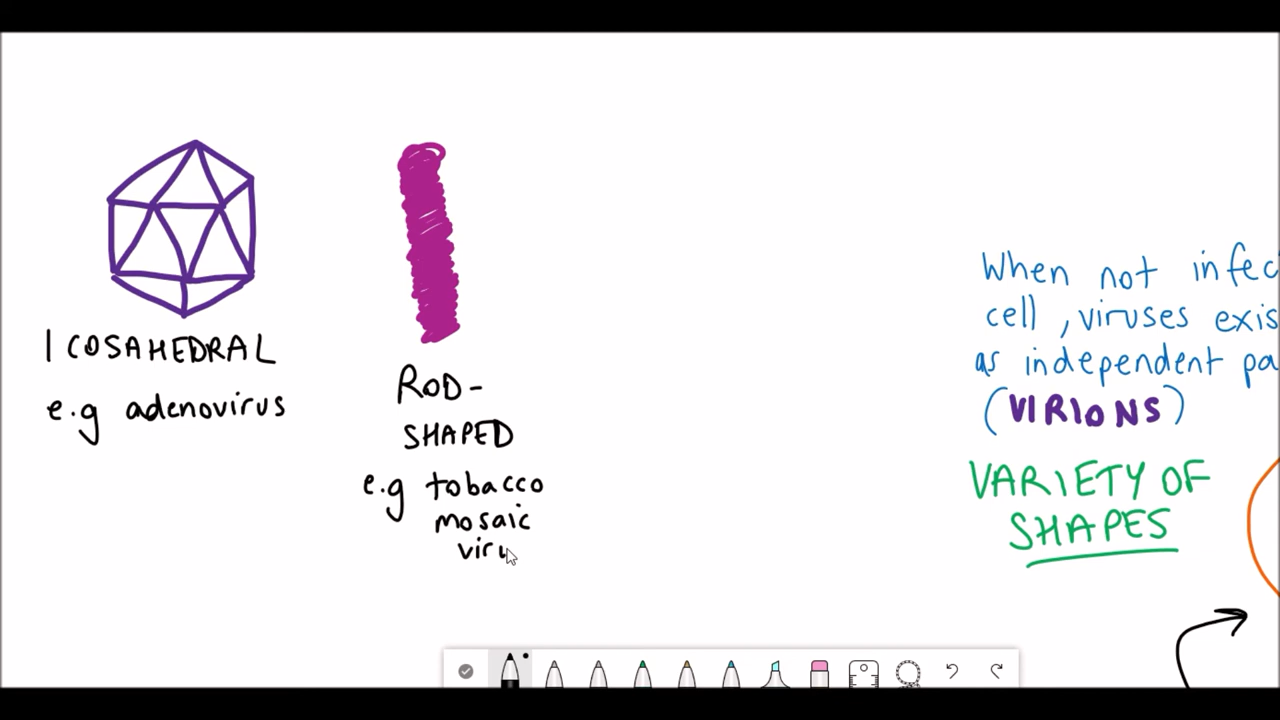 ICOSAHEDRAL
e.g adenovirus
ROD-
SHAPED
e.g tobacco
mosaic
viru
When not infec
cell, viruses exis
as independent pa
(VIRIONS)
VARIETY OF
SHAPES